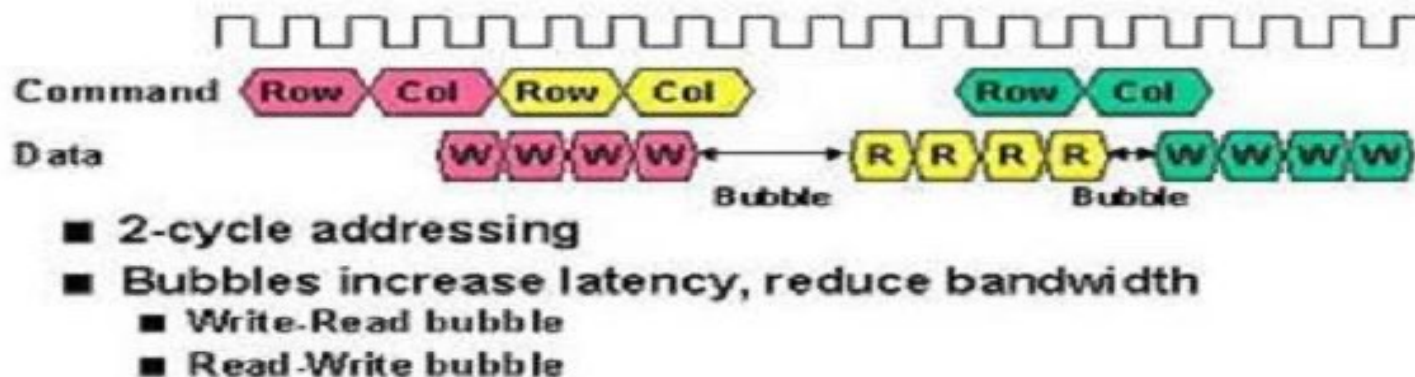 Command Row Col Row Col Row Col
Data W W W W R R R R W W W W
Bubble Bubble
■ 2-cycle addressing
■ Bubbles increase latency, reduce bandwidth
■ Write-Read bubble
■ Read-Write bubble